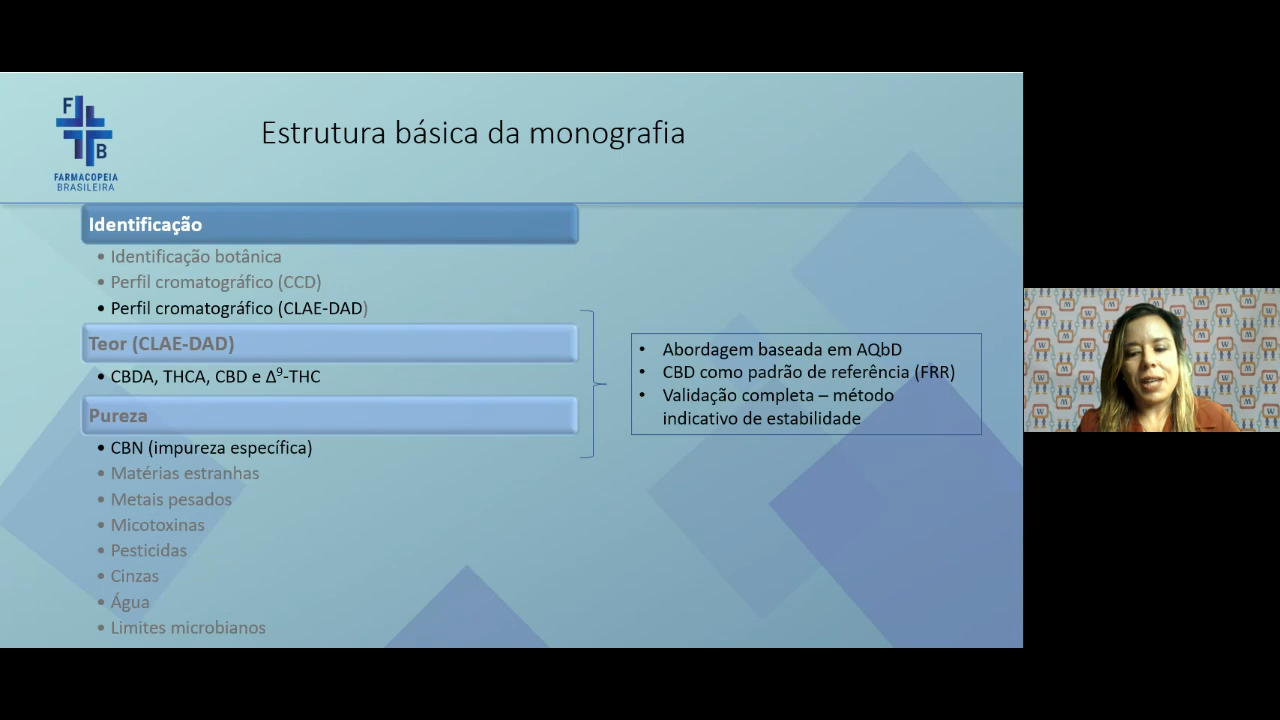 F
B
FARMACOPEIA
BRASILEIRA
Estrutura básica da monografia
Identificação
• Identificação botânica
• Perfil cromatográfico (CCD)
• Perfil cromatográfico (CLAE-DAD)
Teor (CLAE-DAD)
• CBDA, THCA, CBD e Δ⁹-THC
Pureza
• CBN (impureza específica)
• Matérias estranhas
• Metais pesados
• Micotoxinas
• Pesticidas
• Cinzas
• Água
• Limites microbianos
• Abordagem baseada em AQbD
• CBD como padrão de referência (FRR)
• Validação completa – método
indicativo de estabilidade